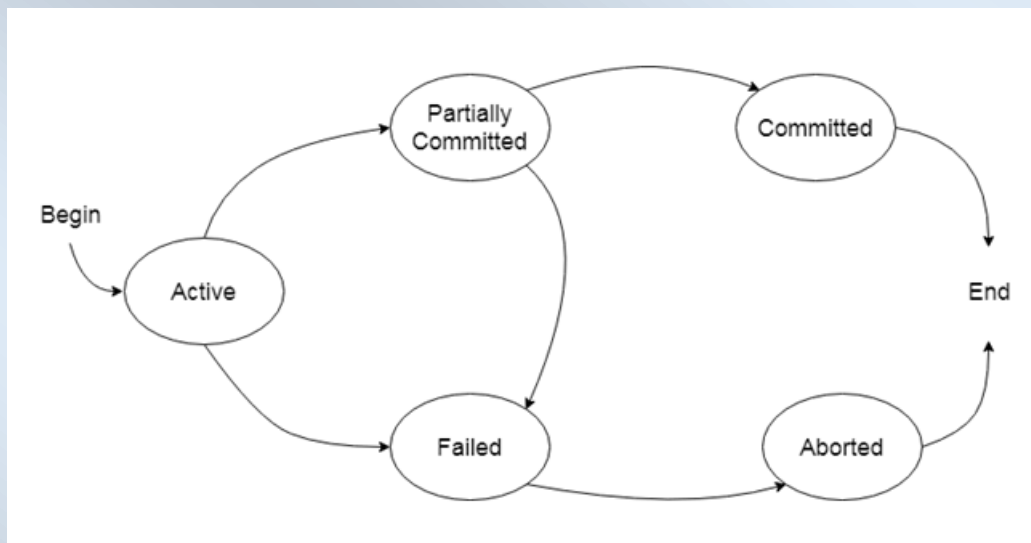 Partially
Committed
Committed
Begin
Active
End
Failed
Aborted